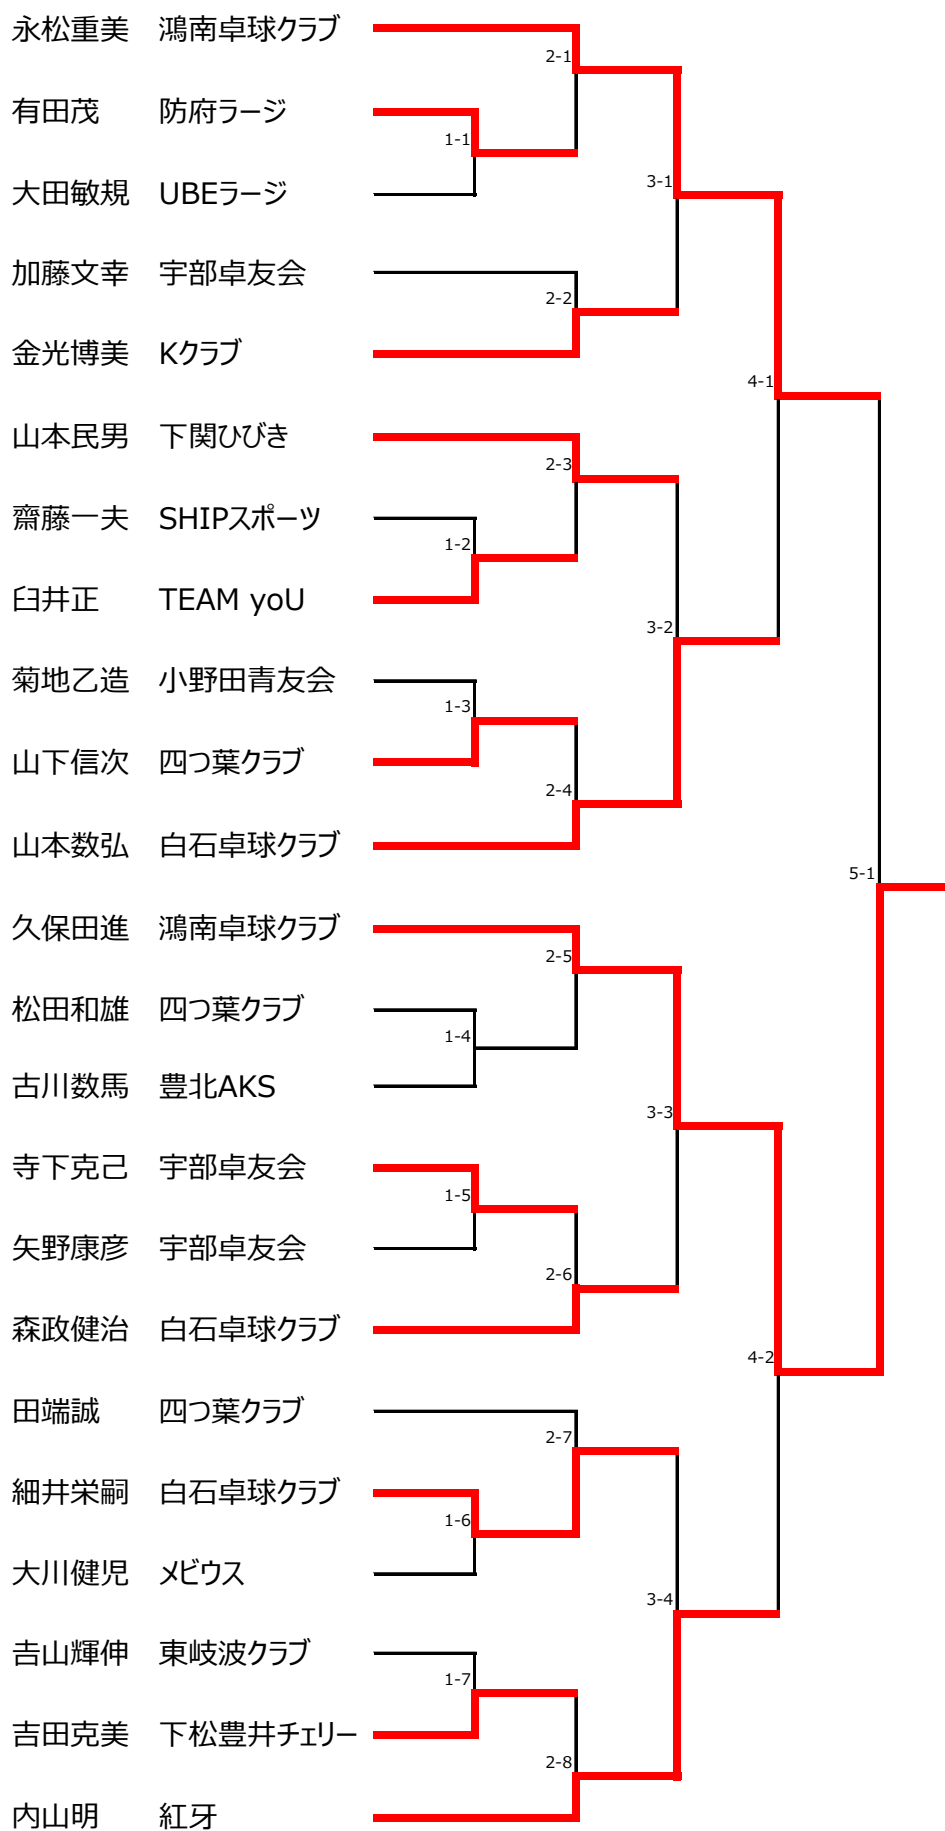 永松重美 鴻南卓球クラブ
2-1
有田茂 防府ラージ
1-1
大田敏規 UBEラージ
3-1
加藤文幸 宇部卓友会
2-2
金光博美 Kクラブ
4-1
山本民男 下関ひびき
2-3
齋藤一夫 SHIPスポーツ
1-2
臼井正 TEAM yoU
3-2
菊地乙造 小野田青友会
1-3
山下信次 四つ葉クラブ
2-4
山本数弘 白石卓球クラブ
5-1
久保田進 鴻南卓球クラブ
2-5
松田和雄 四つ葉クラブ
1-4
古川数馬 豊北AKS
3-3
寺下克己 宇部卓友会
1-5
矢野康彦 宇部卓友会
2-6
森政健治 白石卓球クラブ
4-2
田端誠 四つ葉クラブ
2-7
細井栄嗣 白石卓球クラブ
1-6
大川健児 メビウス
3-4
吉山輝伸 東岐波クラブ
1-7
吉田克美 下松豊井チェリー
2-8
内山明 紅牙